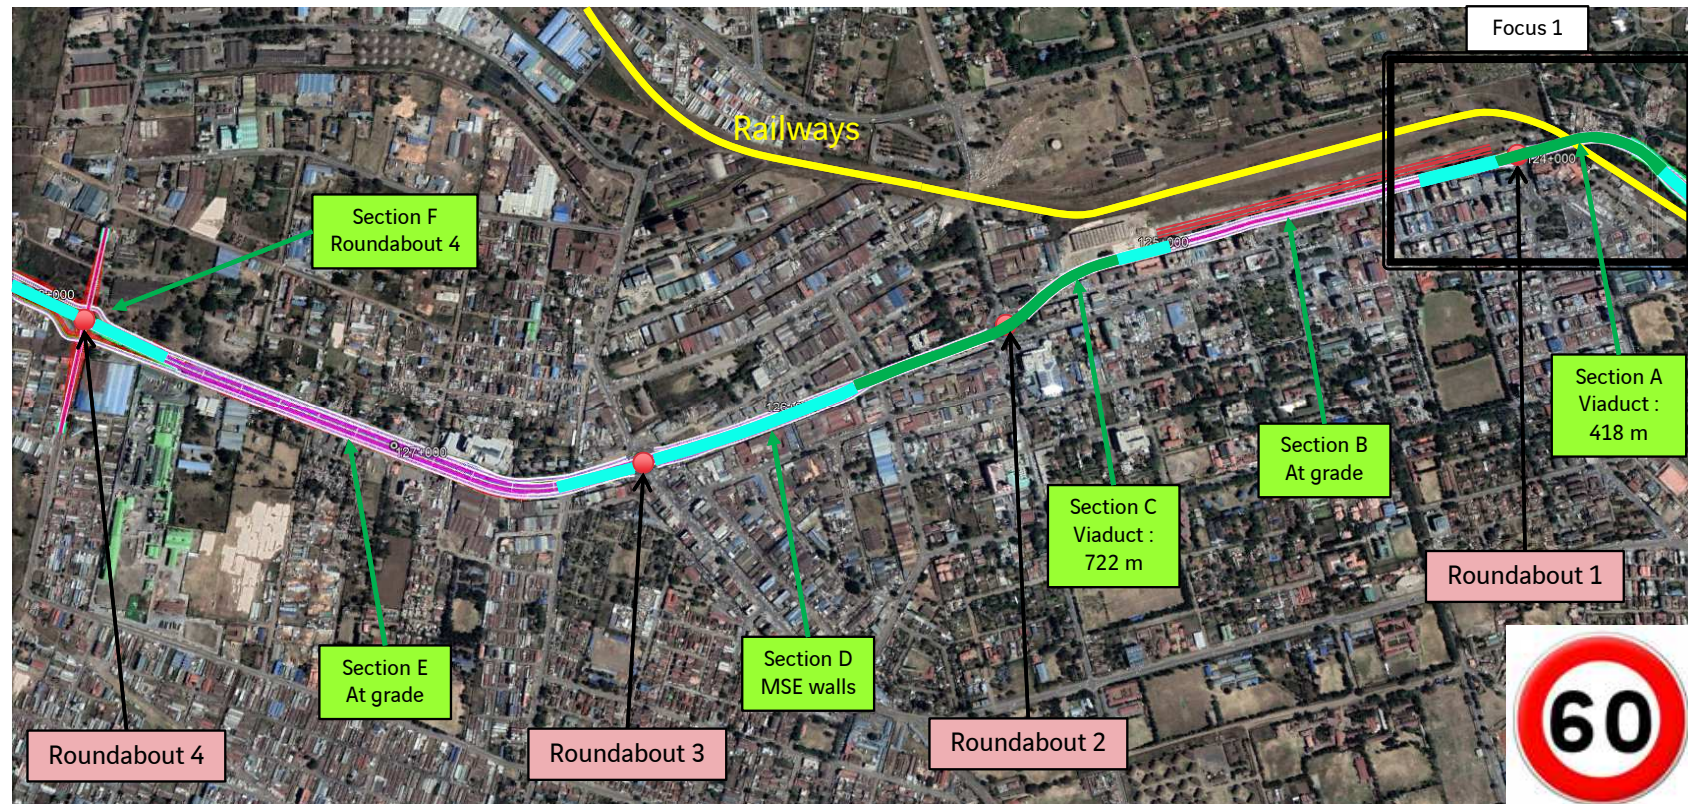 Focus 1
Railways
124+000
Section F
Roundabout 4
125+000
Section A
Viaduct :
418 m
Section B
At grade
127+000
Section C
Viaduct :
722 m
Roundabout 1
Section D
MSE walls
Section E
At grade
60
Roundabout 2
Roundabout 3
Roundabout 4